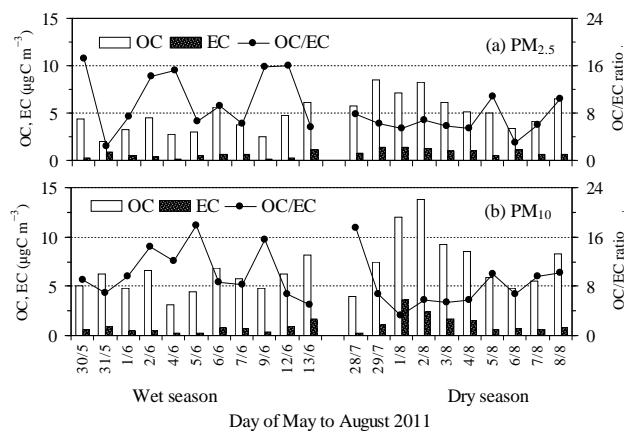 15 24
OC EC OC/EC (a) PM2.5
10 16
5 8
0 0
OC, EC (µgC m−3)
OC/EC ratio
15 24
OC EC OC/EC (b) PM10
10 16
5 8
0 0
OC, EC (µgC m−3)
OC/EC ratio
30/5 31/5 1/6 2/6 4/6 5/6 6/6 7/6 9/6 12/6 13/6 28/7 29/7 1/8 2/8 3/8 4/8 5/8 6/8 7/8 8/8
Wet season Dry season
Day of May to August 2011